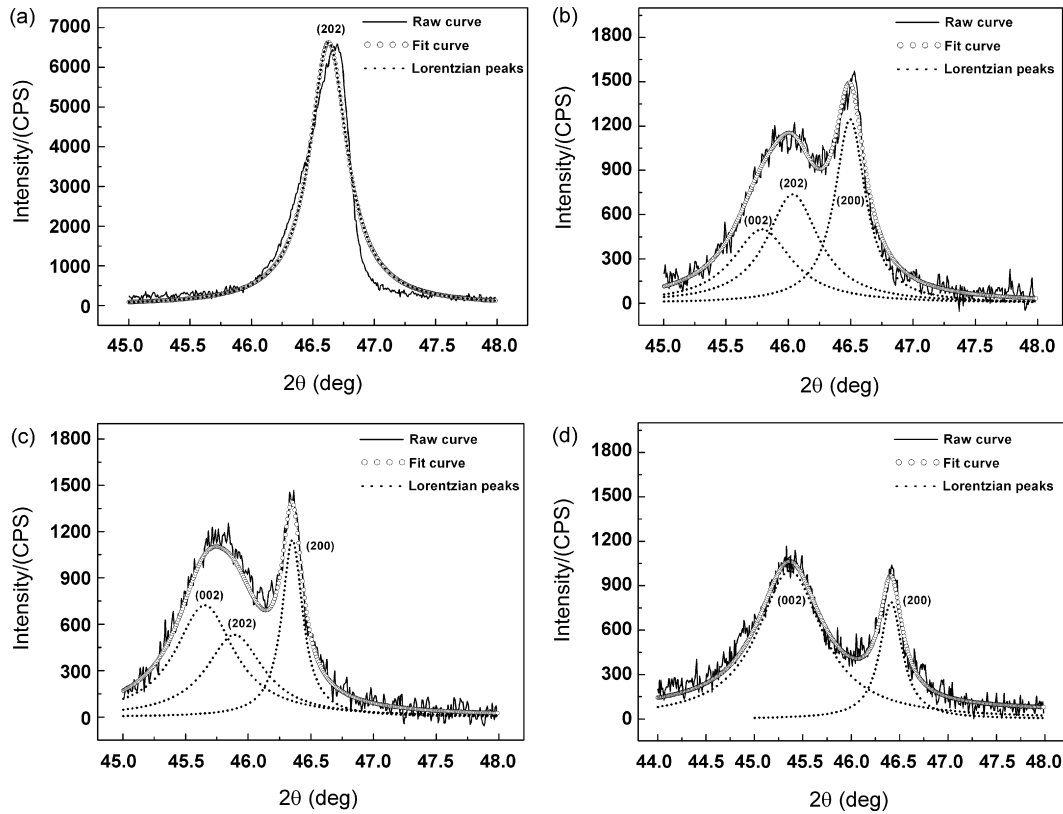 (a)
Raw curve
Fit curve
Lorentzian peaks
(202)
Intensity/(CPS)
7000
6000
5000
4000
3000
2000
1000
0
45.0 45.5 46.0 46.5 47.0 47.5 48.0
2θ (deg)
(b)
Raw curve
Fit curve
Lorentzian peaks
(002)
(202)
(200)
Intensity/(CPS)
1800
1500
1200
900
600
300
0
45.0 45.5 46.0 46.5 47.0 47.5 48.0
2θ (deg)
(c)
Raw curve
Fit curve
Lorentzian peaks
(002)
(202)
(200)
Intensity/(CPS)
1800
1500
1200
900
600
300
0
45.0 45.5 46.0 46.5 47.0 47.5 48.0
2θ (deg)
(d)
Raw curve
Fit curve
Lorentzian peaks
(002)
(200)
Intensity/(CPS)
1800
1500
1200
900
600
300
0
44.0 44.5 45.0 45.5 46.0 46.5 47.0 47.5 48.0
2θ (deg)